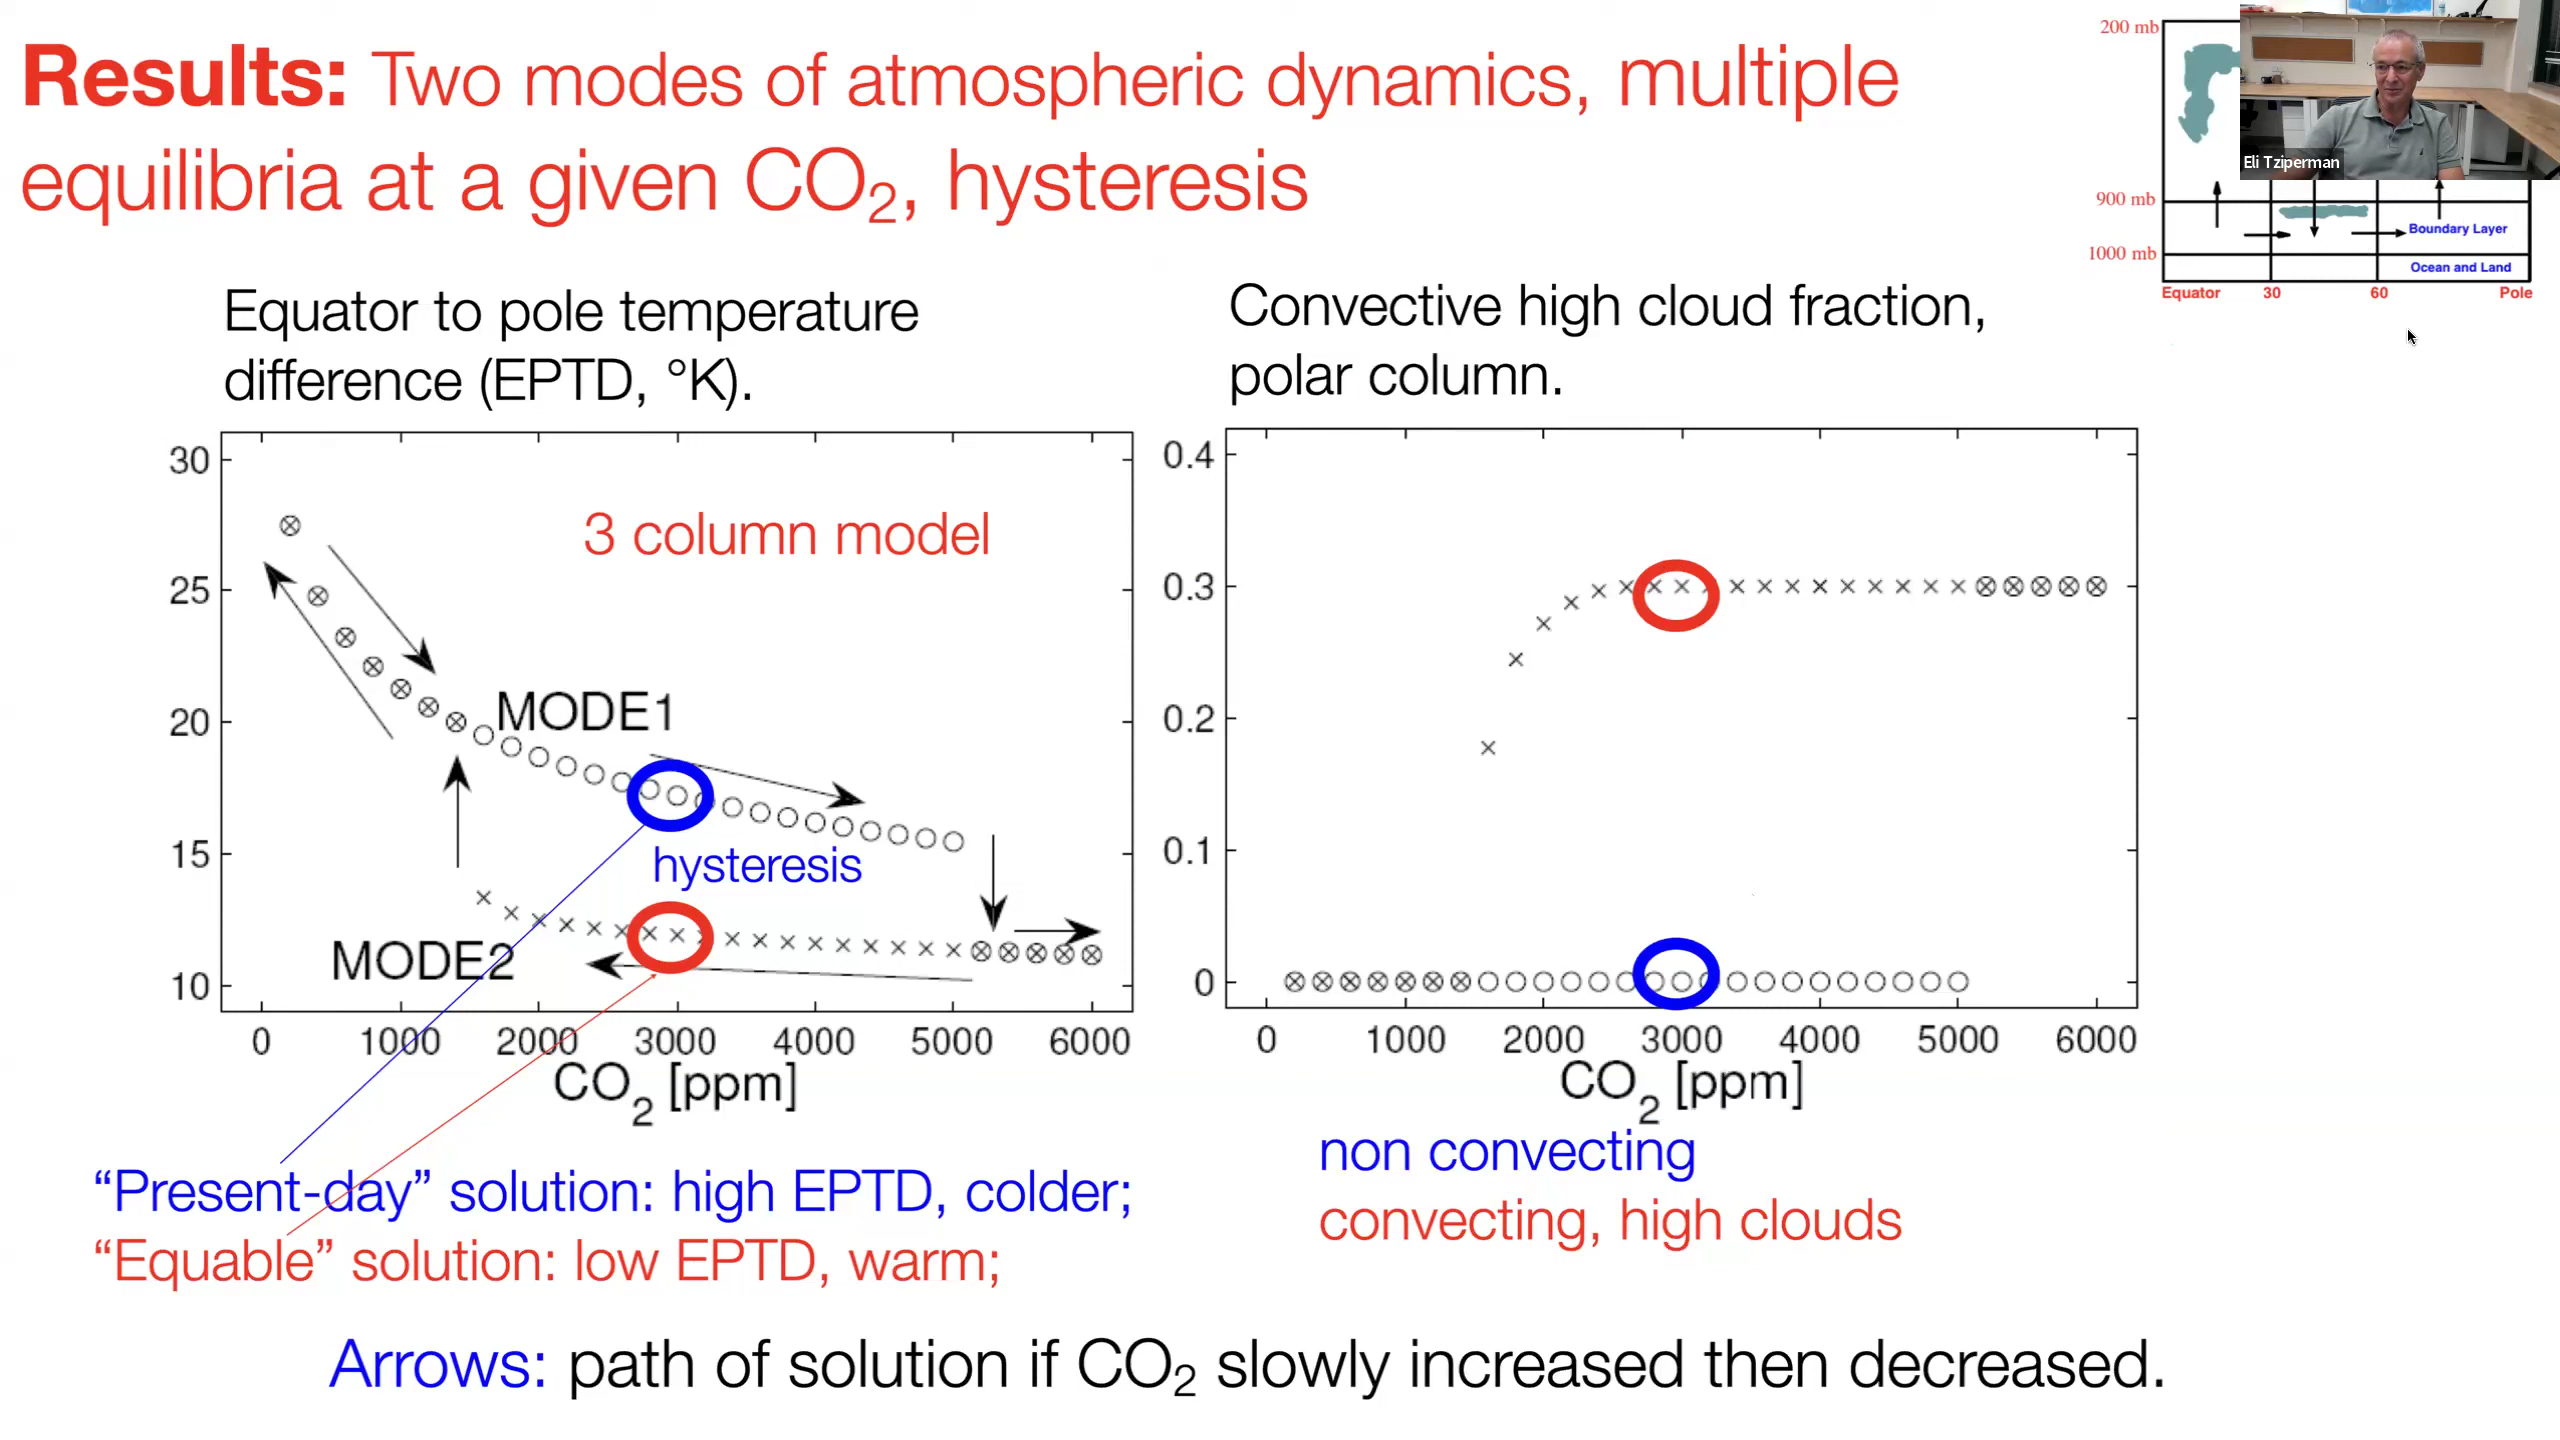 Results: Two modes of atmospheric dynamics, multiple
equilibria at a given CO₂, hysteresis
200 mb
Eli Tziperman
900 mb
Boundary Layer
1000 mb
Ocean and Land
Equator 30 60 Pole
Equator to pole temperature
difference (EPTD, °K).
30
25
20
15
10
3 column model
MODE1
hysteresis
MODE2
0 1000 2000 3000 4000 5000 6000
CO₂ [ppm]
Convective high cloud fraction,
polar column.
0.4
0.3
0.2
0.1
0
0 1000 2000 3000 4000 5000 6000
CO₂ [ppm]
“Present-day” solution: high EPTD, colder;
“Equable” solution: low EPTD, warm;
non convecting
convecting, high clouds
Arrows: path of solution if CO₂ slowly increased then decreased.